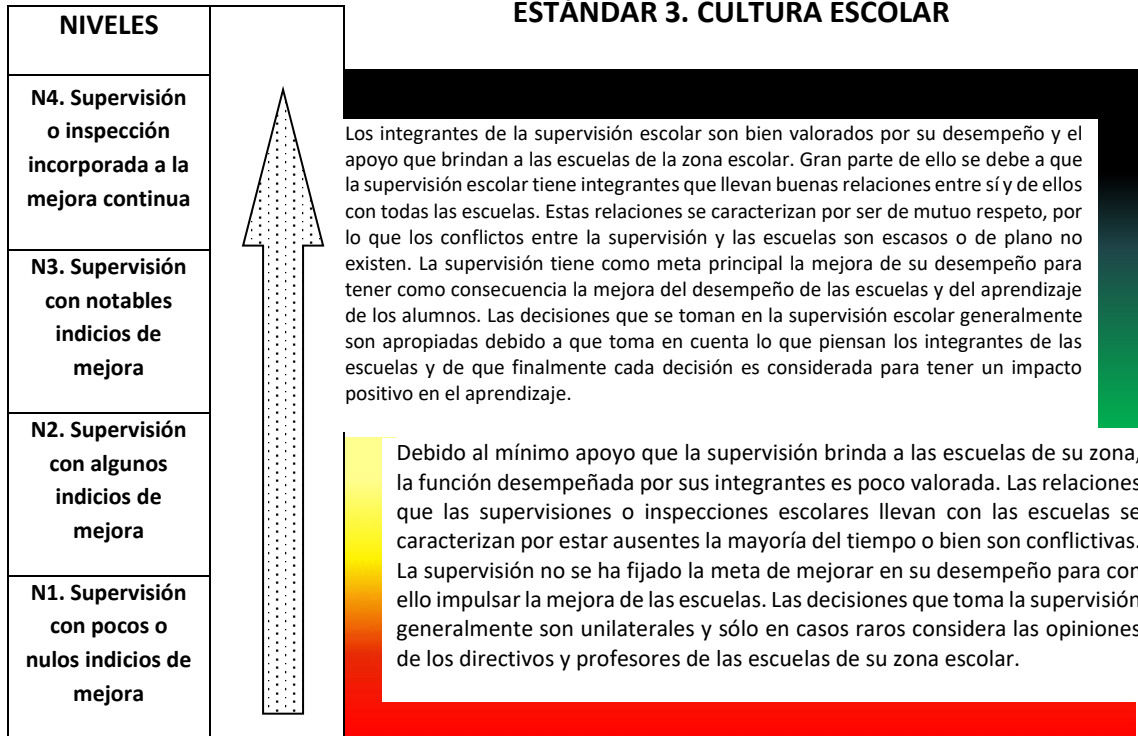 ESTÁNDAR 3. CULTURA ESCOLAR
NIVELES
N4. Supervisión
o inspección
incorporada a la
mejora continua
N3. Supervisión
con notables
indicios de
mejora
N2. Supervisión
con algunos
indicios de
mejora
N1. Supervisión
con pocos o
nulos indicios de
mejora
Los integrantes de la supervisión escolar son bien valorados por su desempeño y el
apoyo que brindan a las escuelas de la zona escolar. Gran parte de ello se debe a que
la supervisión escolar tiene integrantes que llevan buenas relaciones entre sí y de ellos
con todas las escuelas. Estas relaciones se caracterizan por ser de mutuo respeto, por
lo que los conflictos entre la supervisión y las escuelas son escasos o de plano no
existen. La supervisión tiene como meta principal la mejora de su desempeño para
tener como consecuencia la mejora del desempeño de las escuelas y del aprendizaje
de los alumnos. Las decisiones que se toman en la supervisión escolar generalmente
son apropiadas debido a que toma en cuenta lo que piensan los integrantes de las
escuelas y de que finalmente cada decisión es considerada para tener un impacto
positivo en el aprendizaje.
Debido al mínimo apoyo que la supervisión brinda a las escuelas de su zona,
la función desempeñada por sus integrantes es poco valorada. Las relaciones
que las supervisiones o inspecciones escolares llevan con las escuelas se
caracterizan por estar ausentes la mayoría del tiempo o bien son conflictivas.
La supervisión no se ha fijado la meta de mejorar en su desempeño para con
ello impulsar la mejora de las escuelas. Las decisiones que toma la supervisión
generalmente son unilaterales y sólo en casos raros considera las opiniones
de los directivos y profesores de las escuelas de su zona escolar.